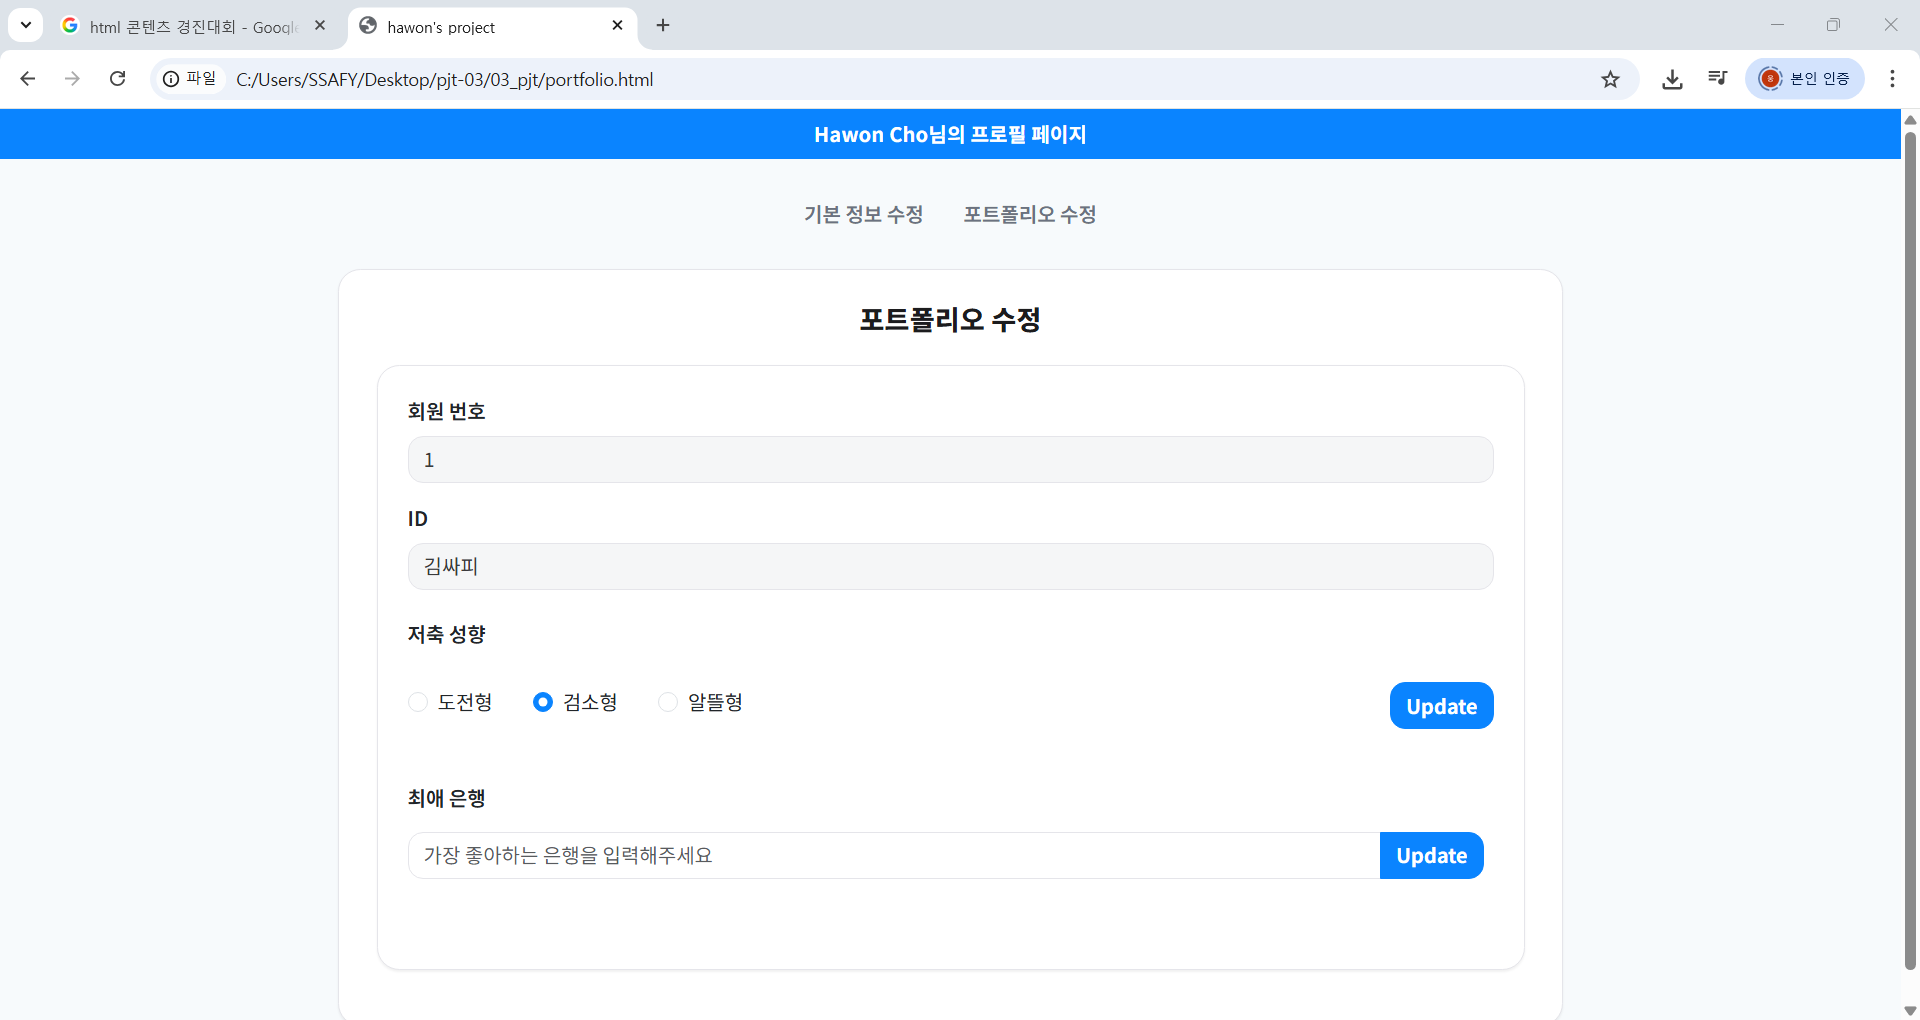 html 콘텐츠 경진대회 - Google
hawon's project
파일
C:/Users/SSAFY/Desktop/pjt-03/03_pjt/portfolio.html
본인 인증
Hawon Cho님의 프로필 페이지
기본 정보 수정 포트폴리오 수정
포트폴리오 수정
회원 번호
1
ID
김싸피
저축 성향
도전형 검소형 알뜰형 Update
최애 은행
가장 좋아하는 은행을 입력해주세요 Update